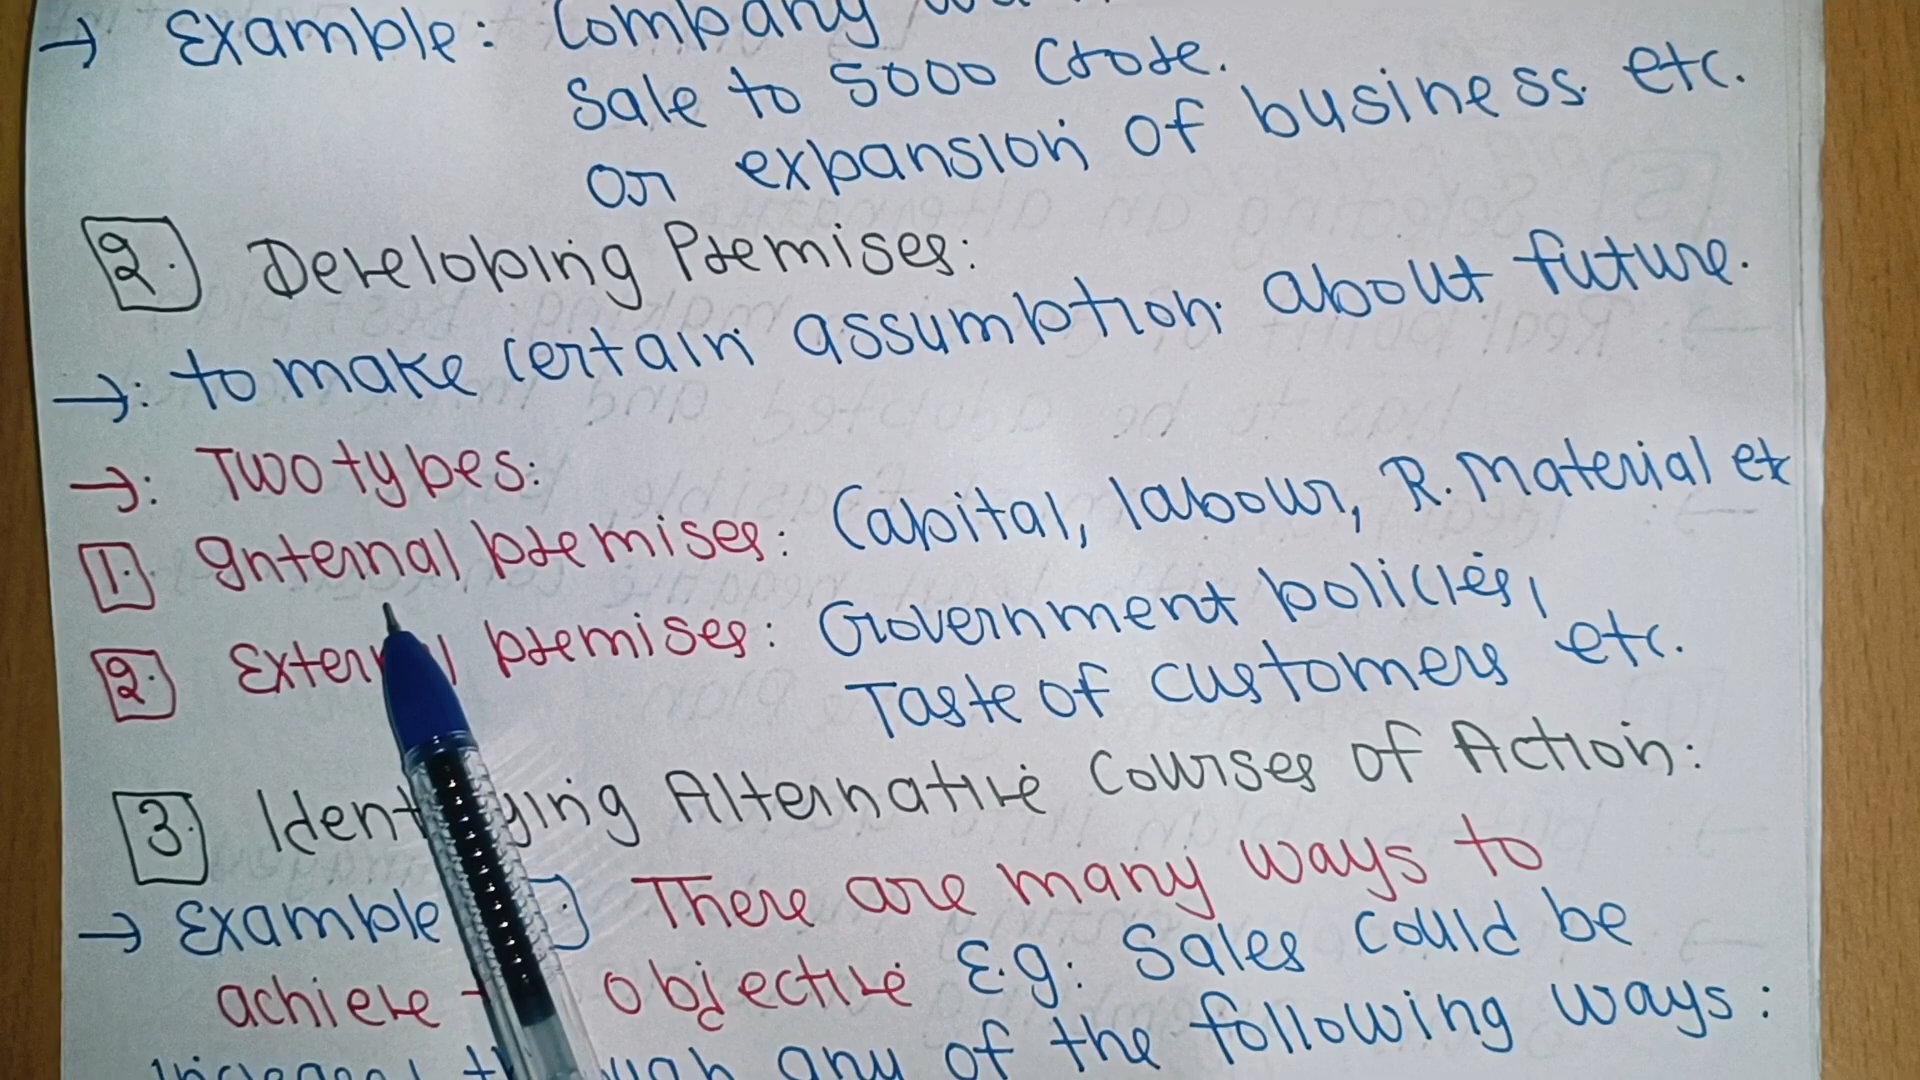 → Example: Company
Sale to 5000 Crore.
or expansion of business. etc.
2. Developing Premises:
→: to make certain assumption about future.
→: Two types:
1. Internal premises: Capital, labour, R. Material etc
2. External premises: Government policies,
Taste of customers etc.
3. Identifying Alternative Courses of Action:
→ Example There are many ways to
achieve objective E.g: Sales could be
any of the following ways: